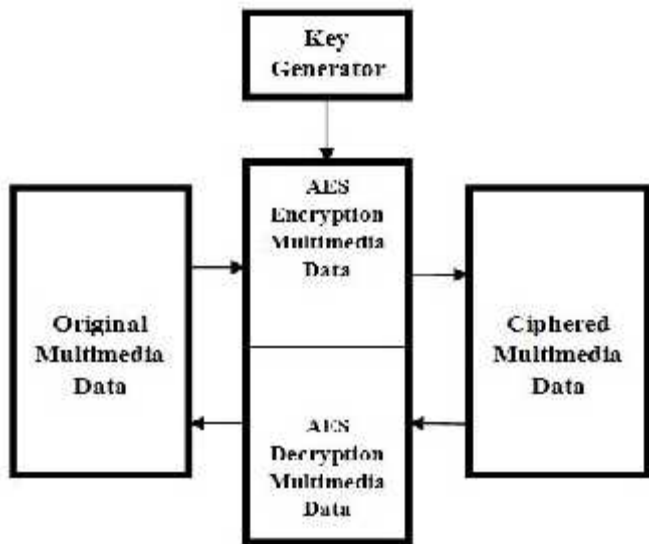 Key
Generator
AES
Encryption
Multimedia
Data
Original
Multimedia
Data
Ciphered
Multimedia
Data
AES
Decryption
Multimedia
Data